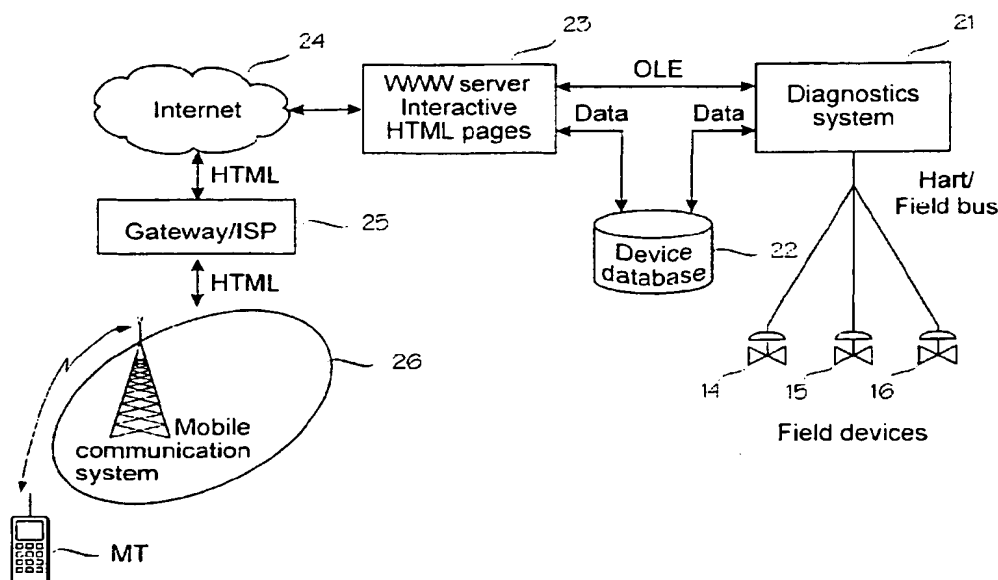 24
Internet
HTML
Gateway/ISP
25
HTML
Mobile
communication
system
26
MT
23
WWW server
Interactive
HTML pages
OLE
Data
Data
Device
database
22
21
Diagnostics
system
Hart/
Field bus
14
15
16
Field devices